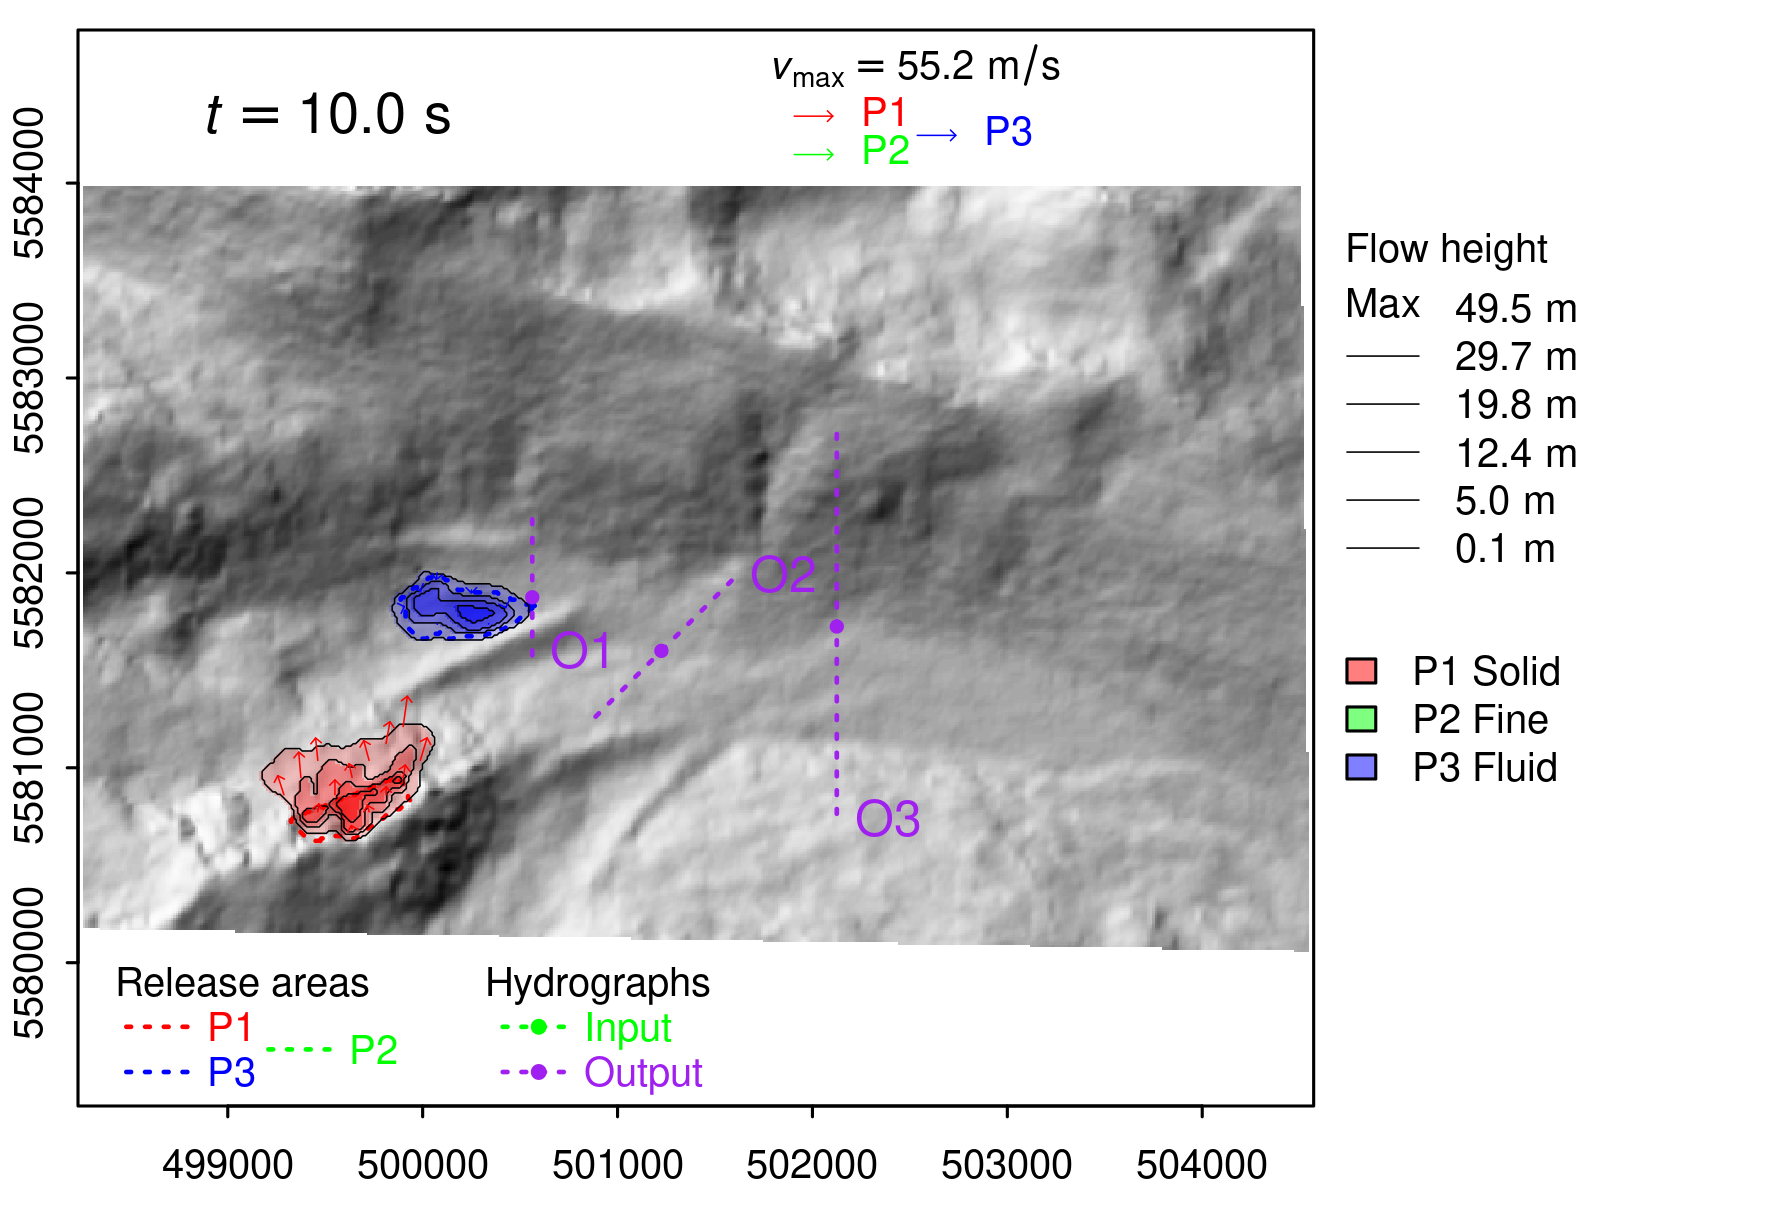 v_max = 55.2 m/s
t = 10.0 s
P1
P2
P3
5584000
5583000
5582000
5581000
5580000
O1
O2
O3
Flow height
Max 49.5 m
29.7 m
19.8 m
12.4 m
5.0 m
0.1 m
P1 Solid
P2 Fine
P3 Fluid
Release areas
P1
P2
P3
Hydrographs
Input
Output
499000 500000 501000 502000 503000 504000